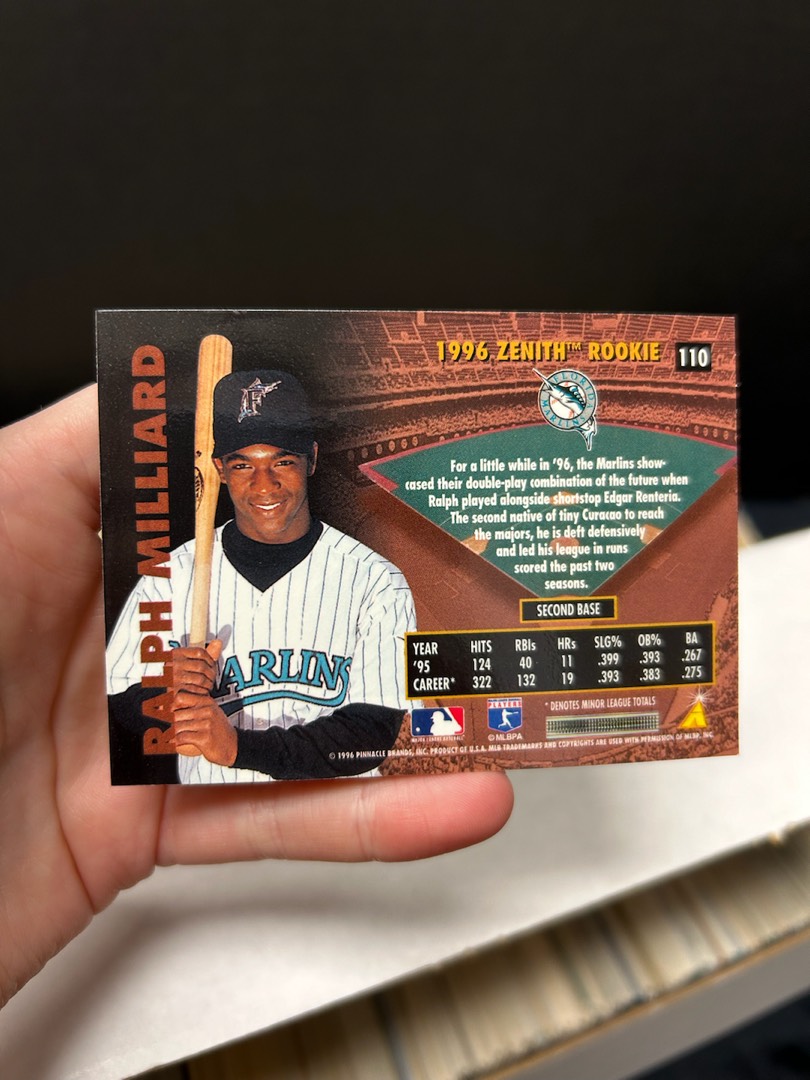 RALPH MILLIARD
1996 ZENITH™ ROOKIE
110
For a little while in '96, the Marlins show-
cased their double-play combination of the future when
Ralph played alongside shortstop Edgar Renteria.
The second native of tiny Curacao to reach
the majors, he is deft defensively
and led his league in runs
scored the past two
seasons.
SECOND BASE
YEAR HITS RBIs HRs SLG% OB% BA
'95 124 40 11 .399 .393 .267
CAREER* 322 132 19 .393 .383 .275
* DENOTES MINOR LEAGUE TOTALS
F
MARLINS
MAJOR LEAGUE BASEBALL
PLAYERS
© MLBPA
© 1996 PINNACLE BRANDS, INC. PRODUCT OF U.S.A. MLB TRADEMARKS AND COPYRIGHTS ARE USED WITH PERMISSION OF MLBP, INC.